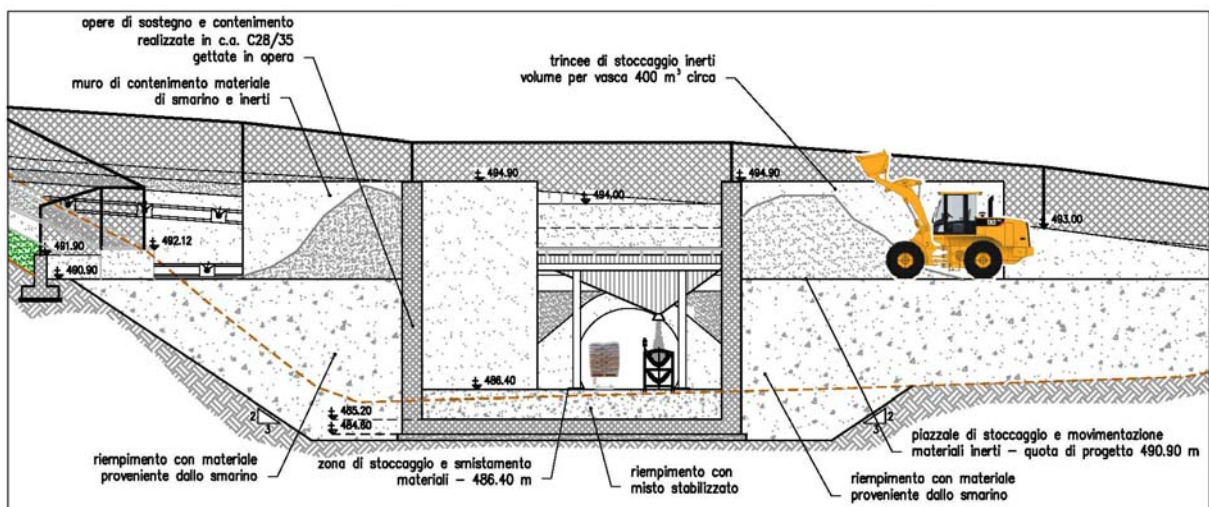 opere di sostegno e contenimento
realizzate in c.a. C28/35
gettate in opera
muro di contenimento materiale
di smarino e inerti
trincee di stoccaggio inerti
volume per vasca 400 m³ circa
494.90
494.00
494.90
493.00
491.90
492.12
490.90
486.40
485.20
484.60
2
3
2
3
riempimento con materiale
proveniente dallo smarino
zona di stoccaggio e smistamento
materiali – 486.40 m
riempimento con
misto stabilizzato
piazzale di stoccaggio e movimentazione
materiali inerti – quota di progetto 490.90 m
riempimento con materiale
proveniente dallo smarino